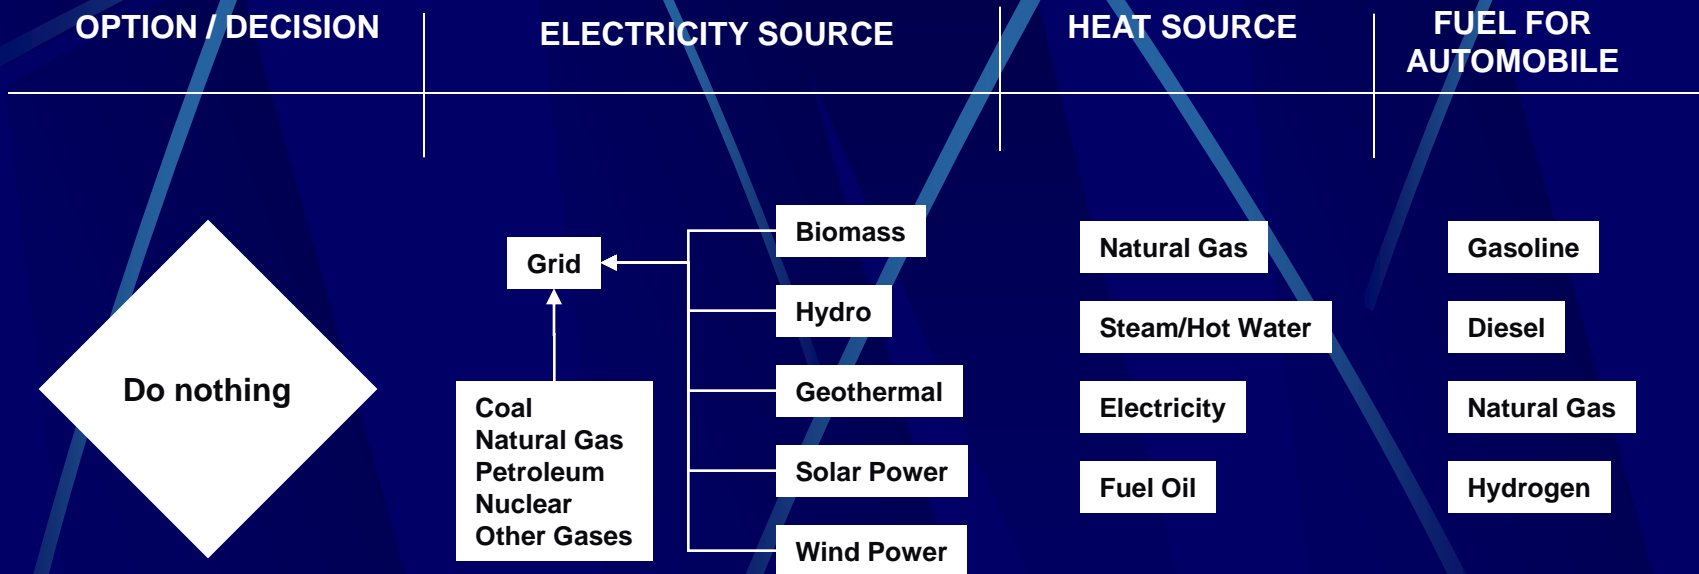 OPTION / DECISION
ELECTRICITY SOURCE
HEAT SOURCE
FUEL FOR
AUTOMOBILE
Do nothing
Grid
Coal
Natural Gas
Petroleum
Nuclear
Other Gases
Biomass
Hydro
Geothermal
Solar Power
Wind Power
Natural Gas
Steam/Hot Water
Electricity
Fuel Oil
Gasoline
Diesel
Natural Gas
Hydrogen